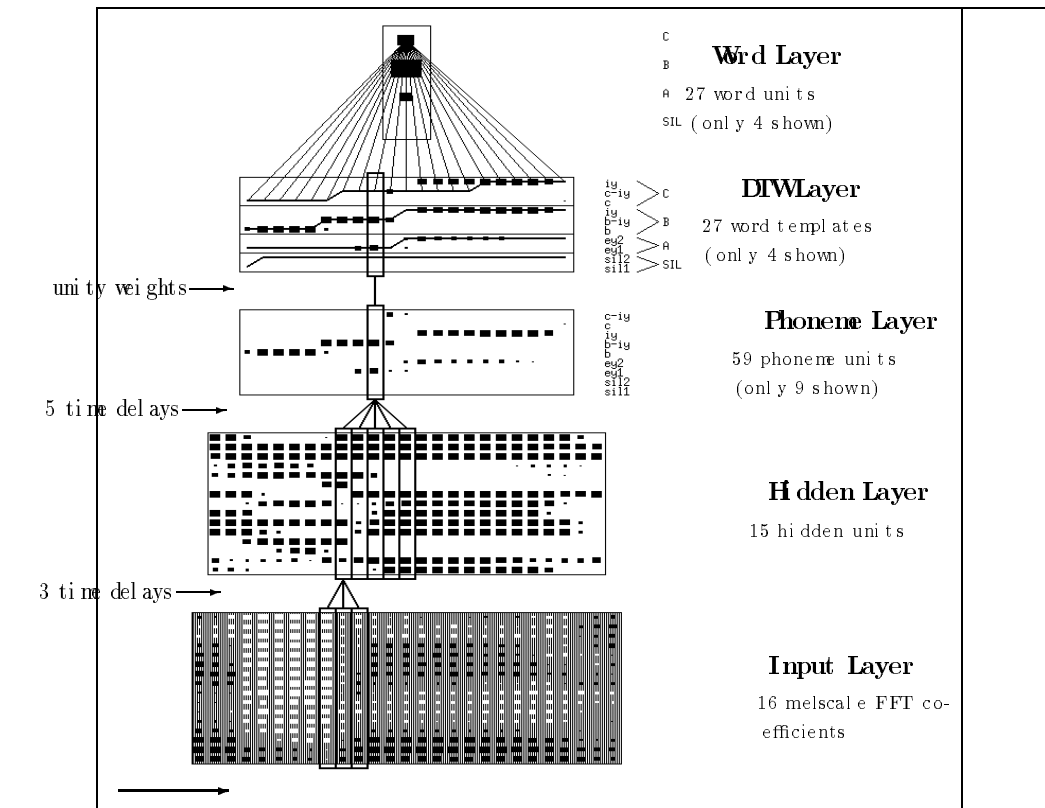 C
Word Layer
B
A 27 word units
SIL (only 4 shown)
iy
c-iy
c
C
DTW Layer
iy
b-iy
b
B
27 word templates
ey2
ey1
A
(only 4 shown)
sil2
sil1
SIL
unity weights
c-iy
c
iy
b-iy
b
ey2
ey1
sil2
sil1
Phoneme Layer
59 phoneme units
(only 9 shown)
5 time delays
Hidden Layer
15 hidden units
3 time delays
Input Layer
16 melscale FFT co-
efficients